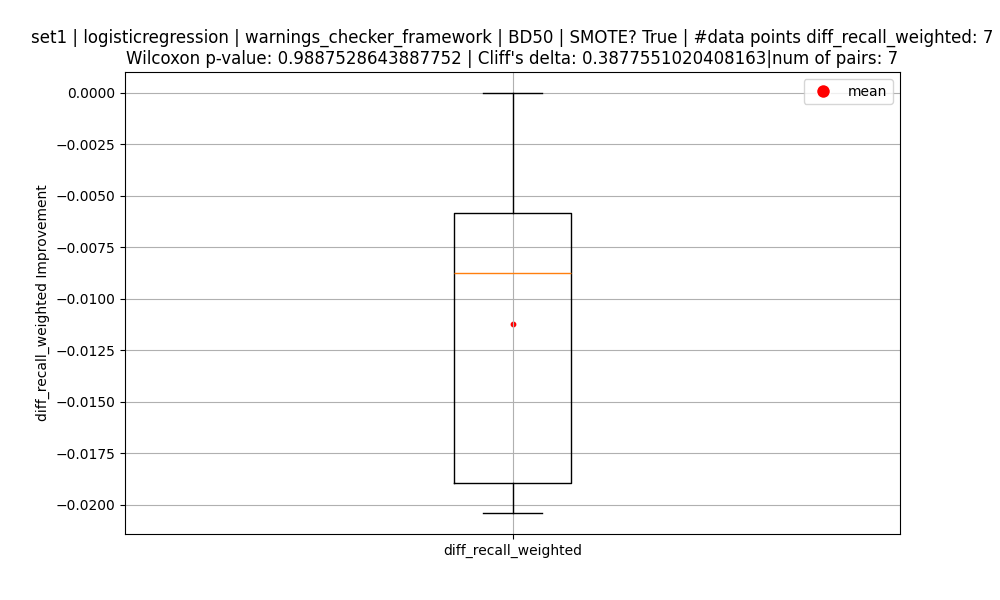 set1 | logisticregression | warnings_checker_framework | BD50 | SMOTE? True | #data points diff_recall_weighted: 7
Wilcoxon p-value: 0.9887528643887752 | Cliff's delta: 0.3877551020408163|num of pairs: 7
mean
0.0000
−0.0025
−0.0050
−0.0075
−0.0100
−0.0125
−0.0150
−0.0175
−0.0200
diff_recall_weighted Improvement
diff_recall_weighted